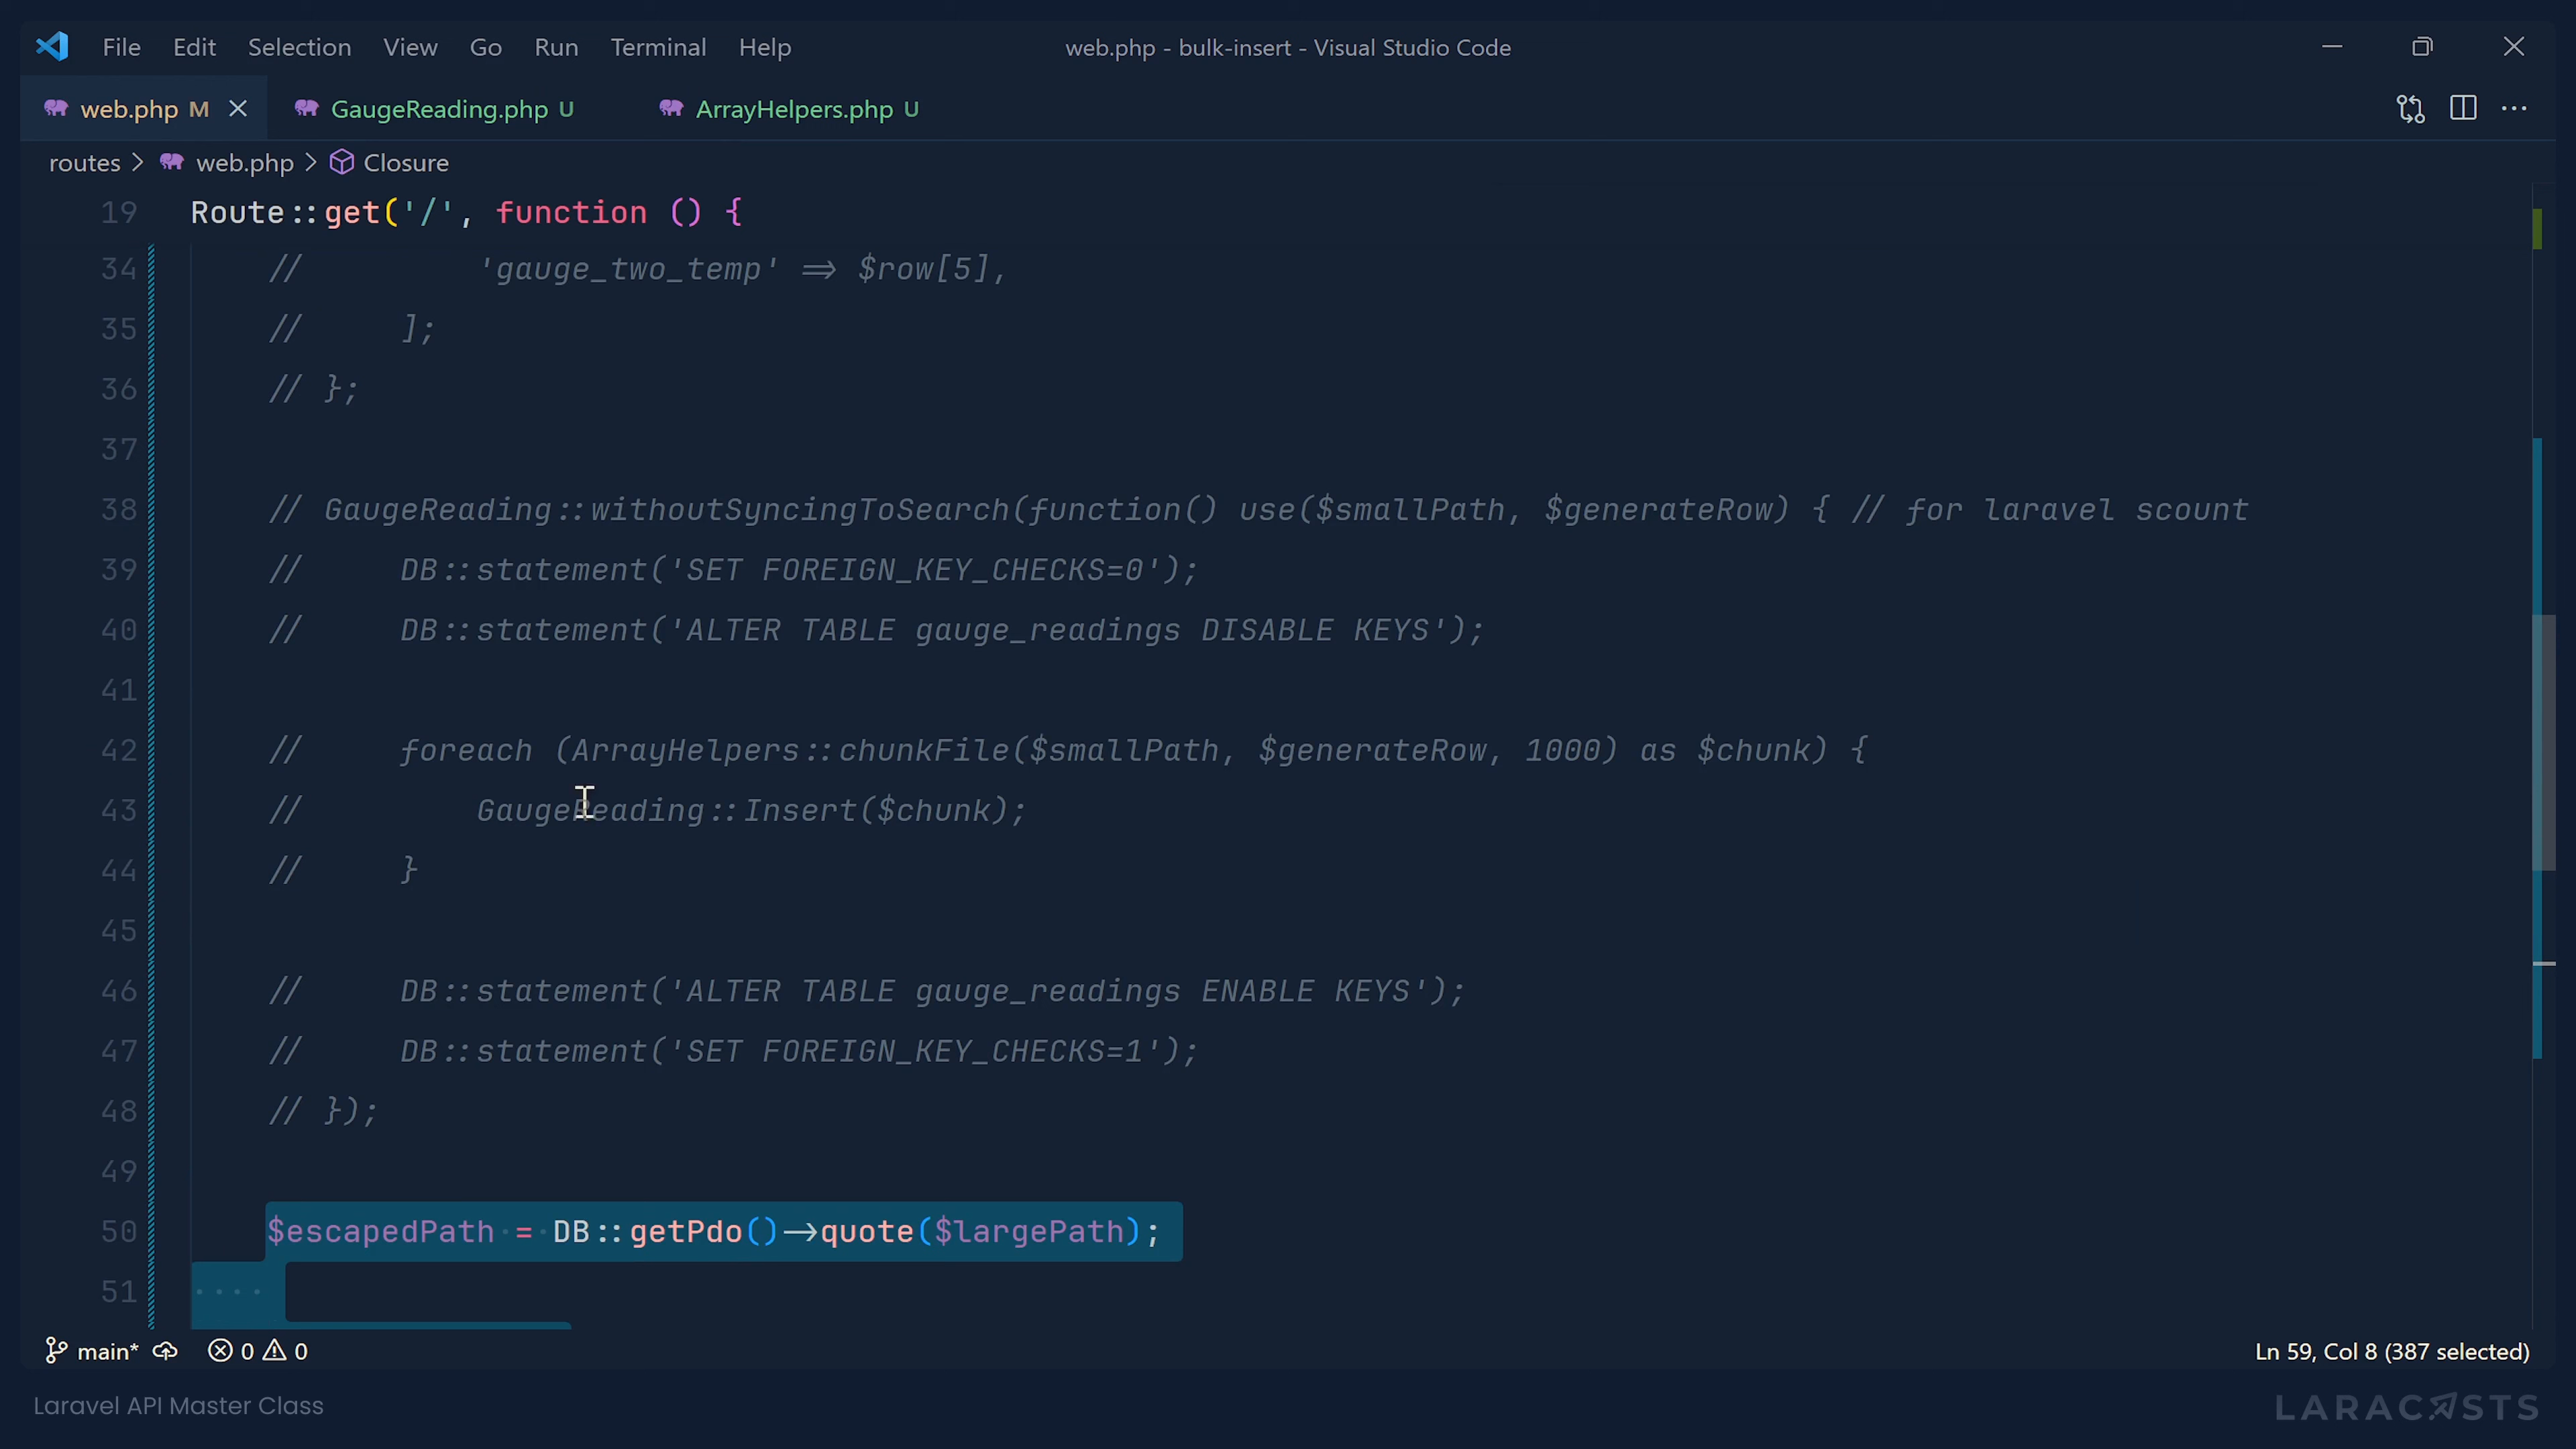 File Edit Selection View Go Run Terminal Help web.php - bulk-insert - Visual Studio Code
web.php M GaugeReading.php U ArrayHelpers.php U
routes > web.php > Closure
19 Route::get('/', function () {
34 // 'gauge_two_temp' => $row[5],
35 // ];
36 // };
37
38 // GaugeReading::withoutSyncingToSearch(function() use($smallPath, $generateRow) { // for laravel scount
39 // DB::statement('SET FOREIGN_KEY_CHECKS=0');
40 // DB::statement('ALTER TABLE gauge_readings DISABLE KEYS');
41
42 // foreach (ArrayHelpers::chunkFile($smallPath, $generateRow, 1000) as $chunk) {
43 // GaugeReading::Insert($chunk);
44 // }
45
46 // DB::statement('ALTER TABLE gauge_readings ENABLE KEYS');
47 // DB::statement('SET FOREIGN_KEY_CHECKS=1');
48 // });
49
50 $escapedPath = DB::getPdo()->quote($largePath);
51
main* 0 0 Ln 59, Col 8 (387 selected)
Laravel API Master Class LARACASTS